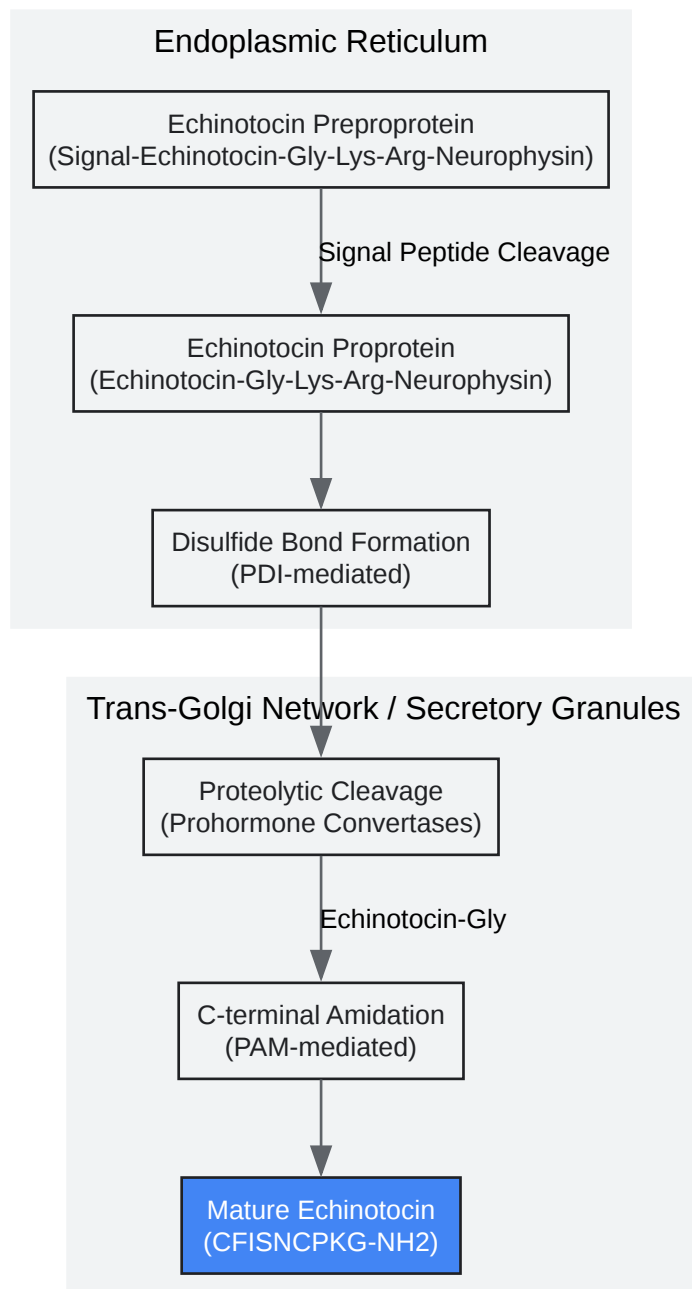 Endoplasmic Reticulum
Echinotocin Preproprotein
(Signal-Echinotocin-Gly-Lys-Arg-Neurophysin)
Signal Peptide Cleavage
Echinotocin Proprotein
(Echinotocin-Gly-Lys-Arg-Neurophysin)
Disulfide Bond Formation
(PDI-mediated)
Trans-Golgi Network / Secretory Granules
Proteolytic Cleavage
(Prohormone Convertases)
Echinotocin-Gly
C-terminal Amidation
(PAM-mediated)
Mature Echinotocin
(CFISNCPKG-NH2)